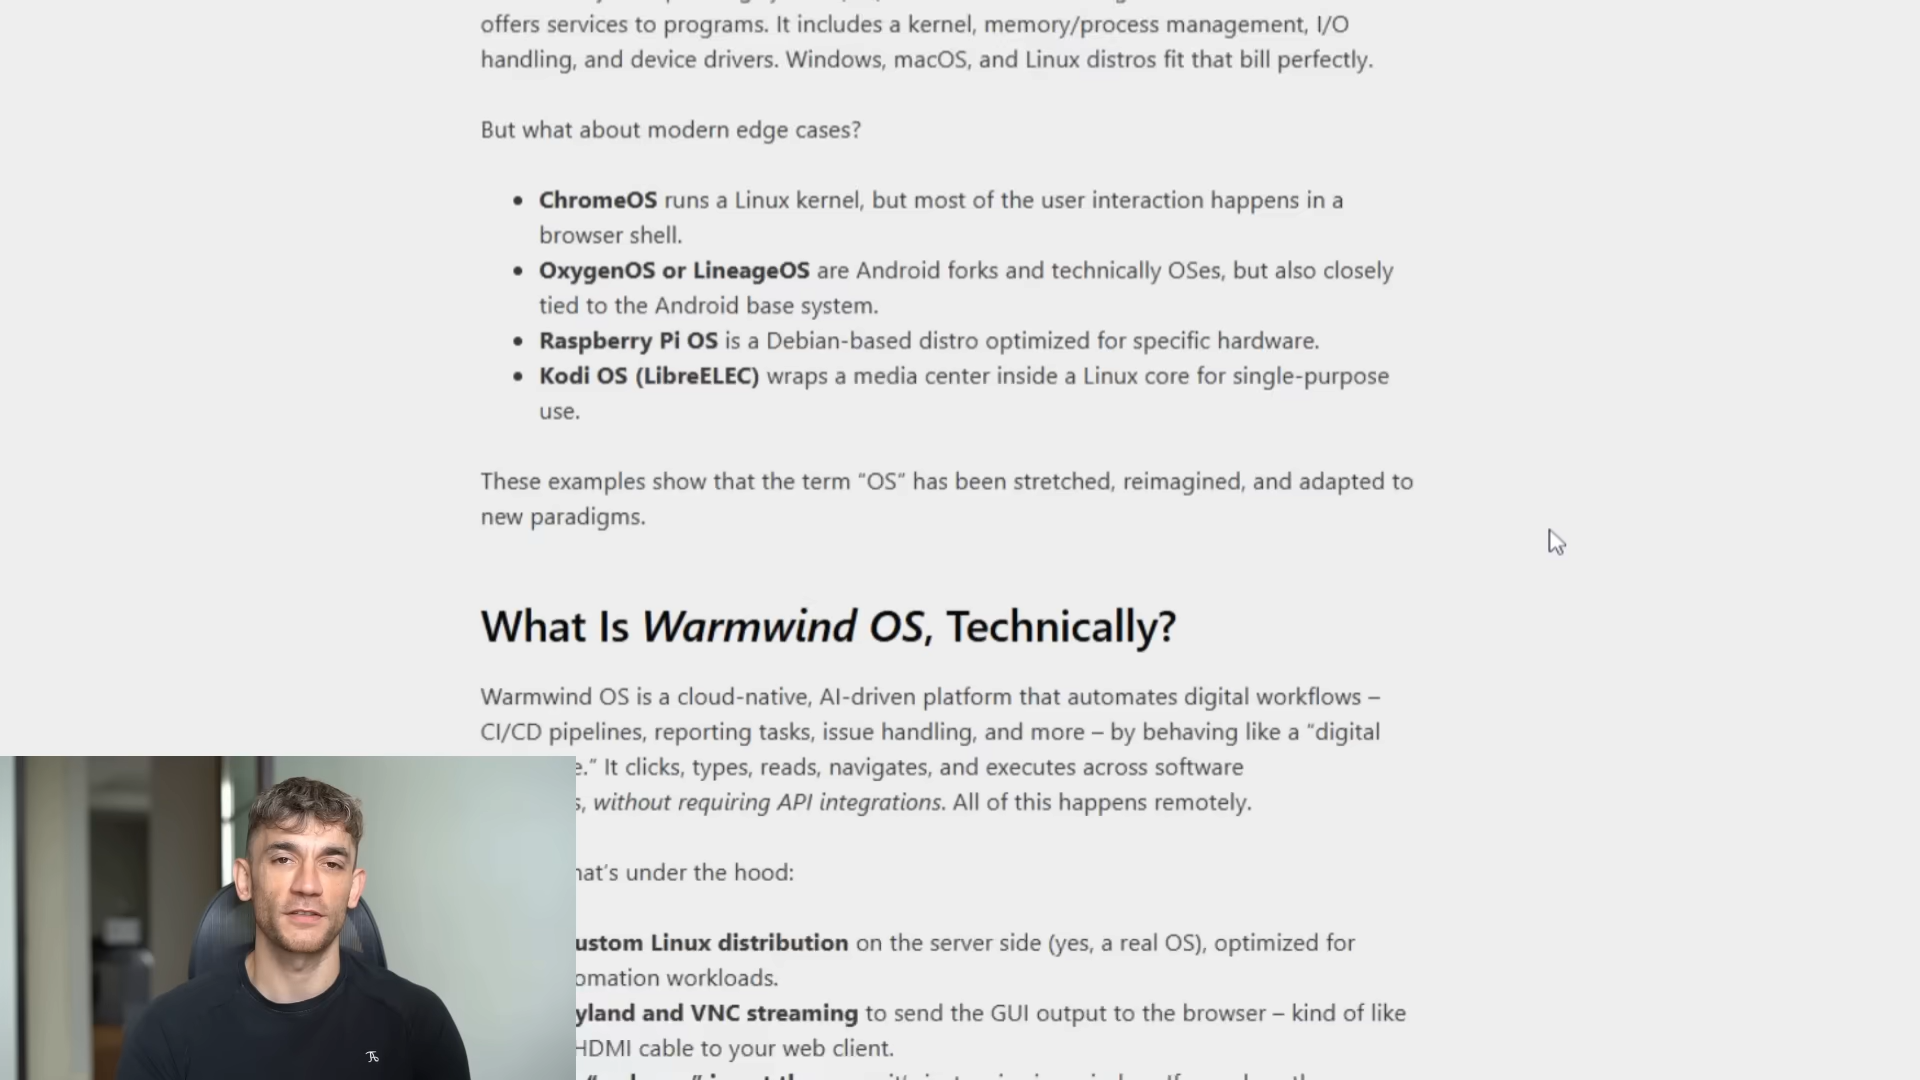 offers services to programs. It includes a kernel, memory/process management, I/O
handling, and device drivers. Windows, macOS, and Linux distros fit that bill perfectly.
But what about modern edge cases?
• ChromeOS runs a Linux kernel, but most of the user interaction happens in a
browser shell.
• OxygenOS or LineageOS are Android forks and technically OSes, but also closely
tied to the Android base system.
• Raspberry Pi OS is a Debian-based distro optimized for specific hardware.
• Kodi OS (LibreELEC) wraps a media center inside a Linux core for single-purpose
use.
These examples show that the term “OS” has been stretched, reimagined, and adapted to
new paradigms.
What Is Warmwind OS, Technically?
Warmwind OS is a cloud-native, AI-driven platform that automates digital workflows –
CI/CD pipelines, reporting tasks, issue handling, and more – by behaving like a “digital
e.” It clicks, types, reads, navigates, and executes across software
s, without requiring API integrations. All of this happens remotely.
hat’s under the hood:
ustom Linux distribution on the server side (yes, a real OS), optimized for
omation workloads.
yland and VNC streaming to send the GUI output to the browser – kind of like
HDMI cable to your web client.